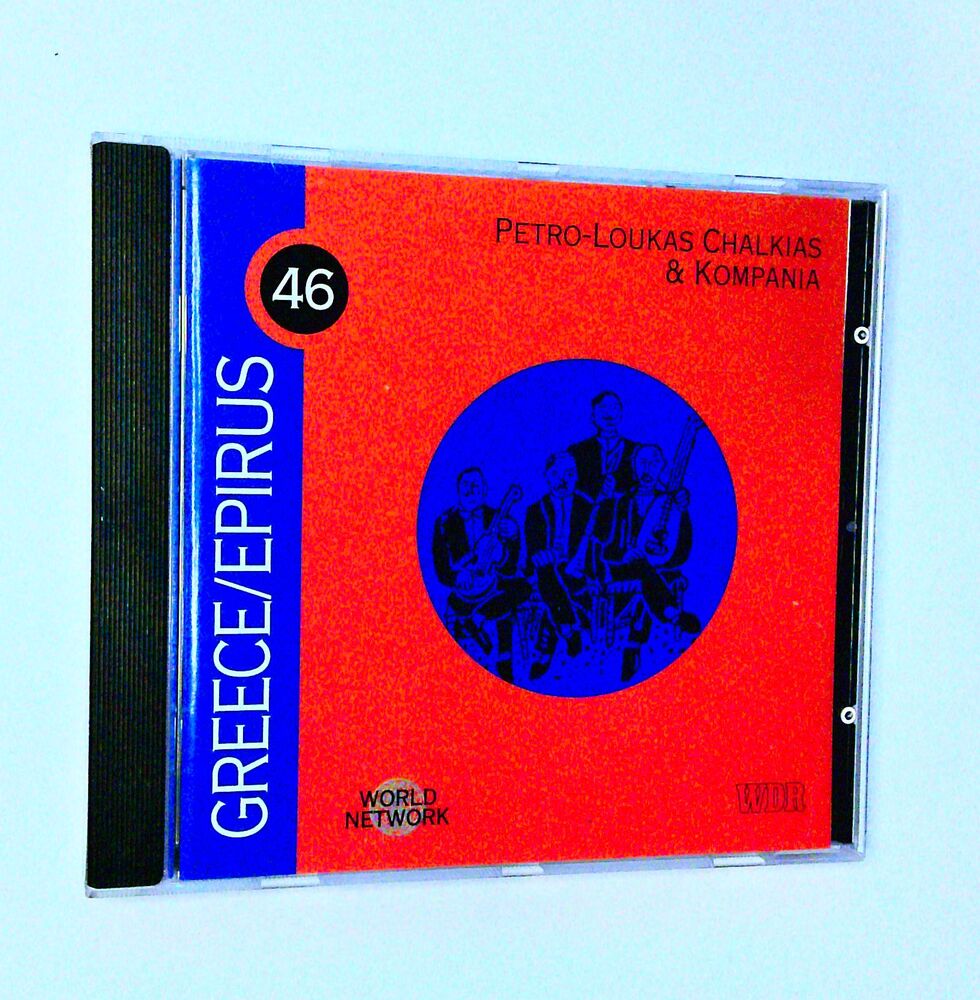 PETRO-LOUKAS CHALKIAS
& KOMPANIA
46
GREECE/EPIRUS
WORLD
NETWORK
WDR